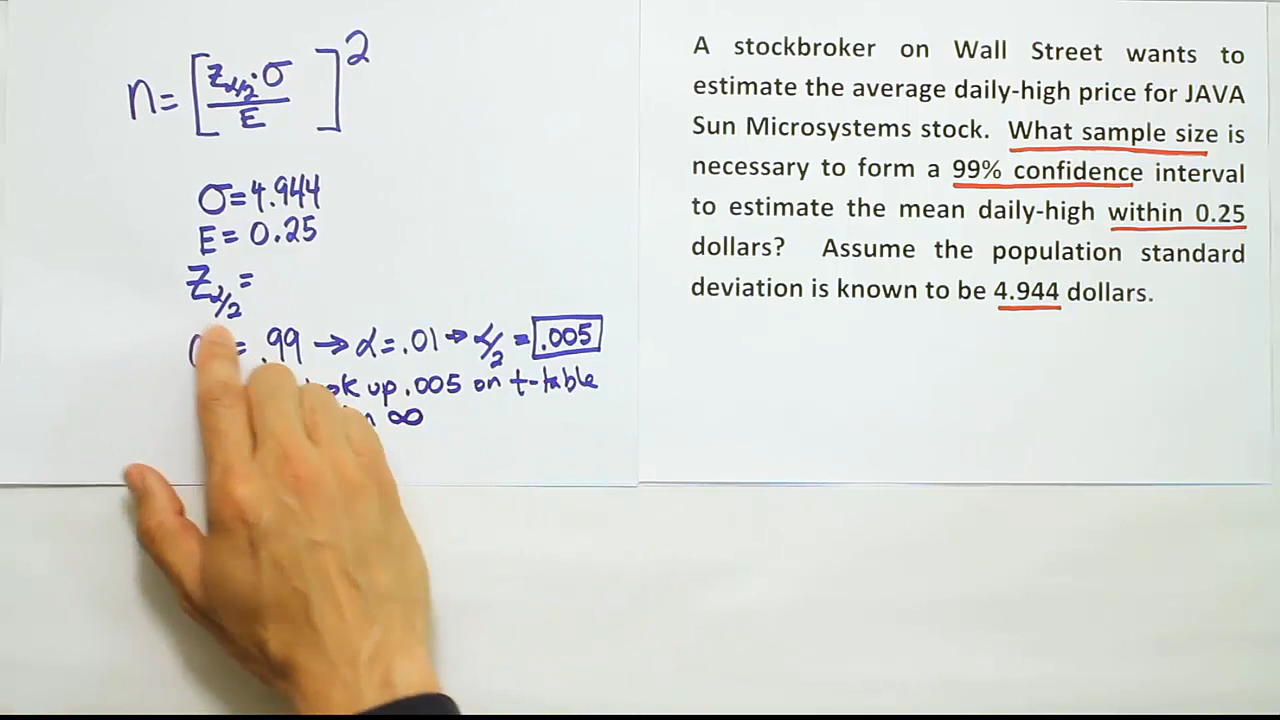 n = [Zα/2 · σ / E]²
σ = 4.944
E = 0.25
Zα/2 =
= .99 → α = .01 → α/2 = .005
up .005 on t-table
∞
A stockbroker on Wall Street wants to
estimate the average daily-high price for JAVA
Sun Microsystems stock. What sample size is
necessary to form a 99% confidence interval
to estimate the mean daily-high within 0.25
dollars? Assume the population standard
deviation is known to be 4.944 dollars.